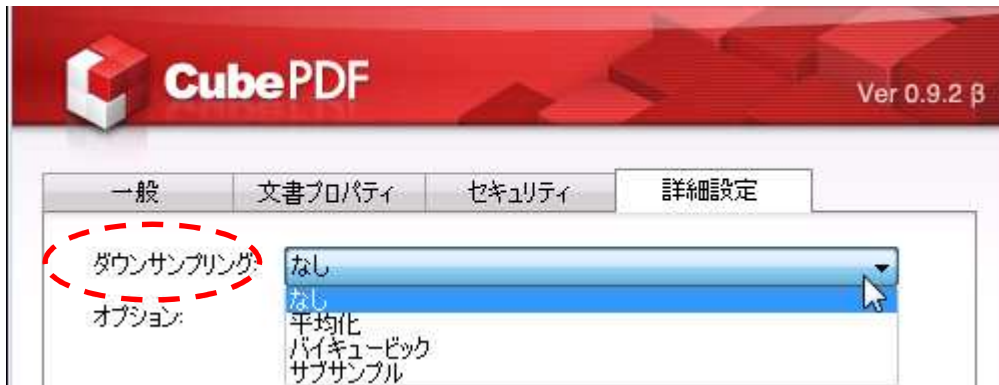 CubePDF
Ver 0.9.2 β
一般 文書プロパティ セキュリティ 詳細設定
ダウンサンプリング: なし
なし
オプション:
平均化
バイキュービック
サブサンプル